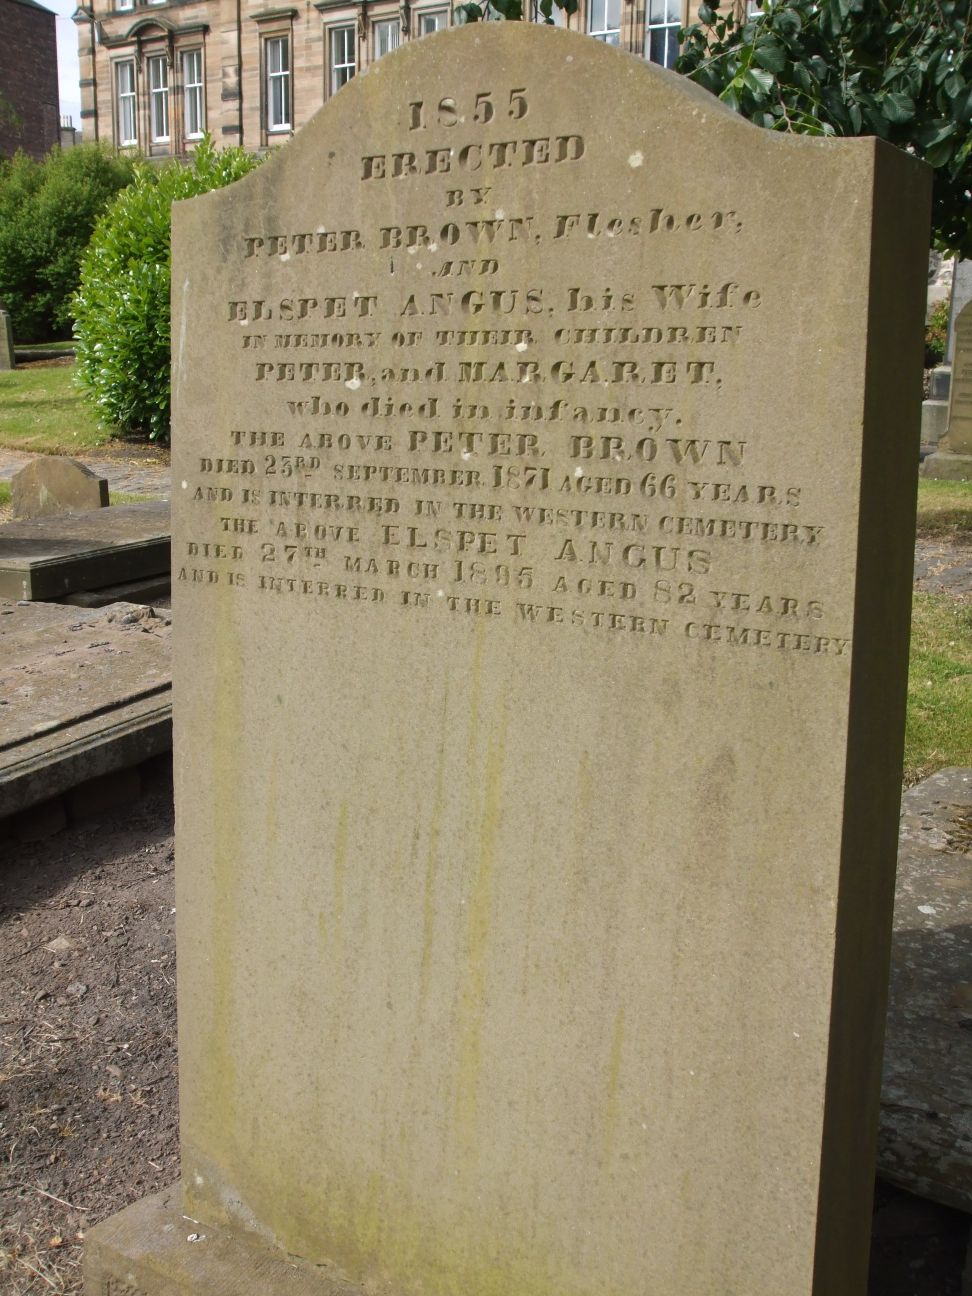 1855
ERECTED
BY
PETER BROWN, Flesher,
AND
ELSPET ANGUS, his Wife
IN MEMORY OF THEIR CHILDREN
PETER, and MARGARET,
who died in infancy.
THE ABOVE PETER BROWN
DIED 23RD SEPTEMBER 1871 AGED 66 YEARS
AND IS INTERRED IN THE WESTERN CEMETERY
THE ABOVE ELSPET ANGUS
DIED 27TH MARCH 1895 AGED 82 YEARS
AND IS INTERRED IN THE WESTERN CEMETERY